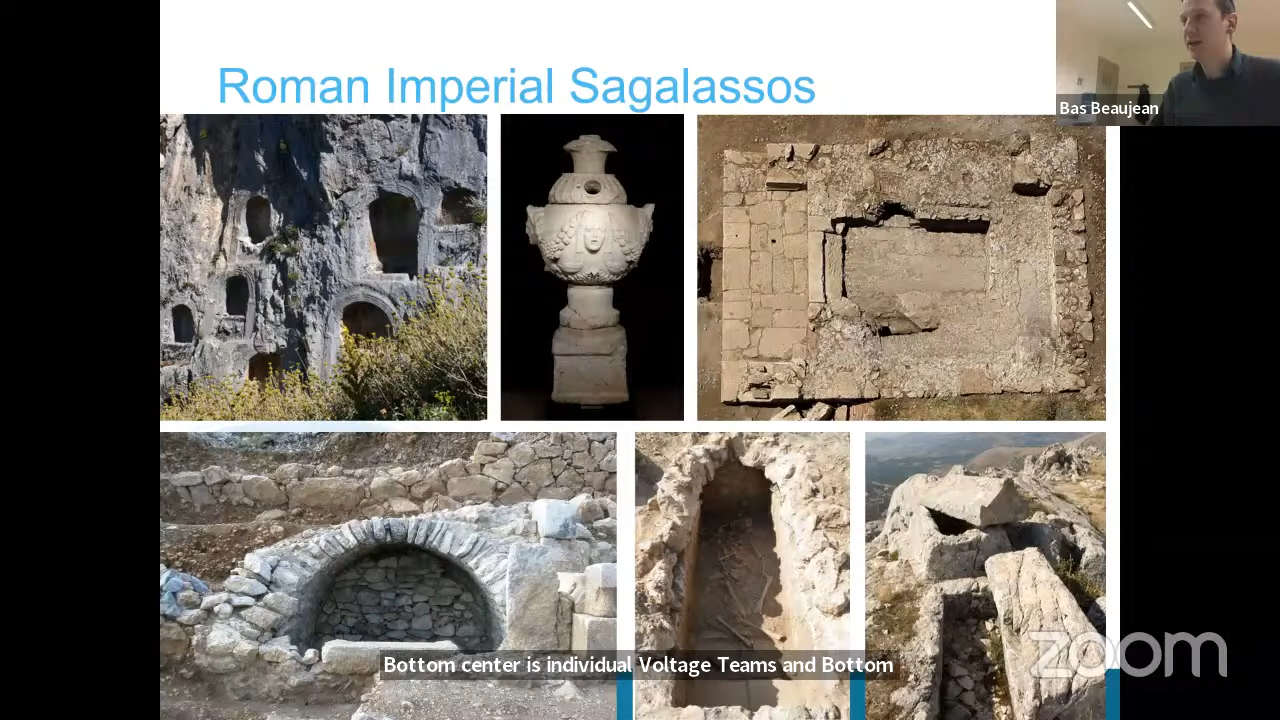 Roman Imperial Sagalassos
Bas Beaujean
Bottom center is individual Voltage Teams and Bottom
zoom